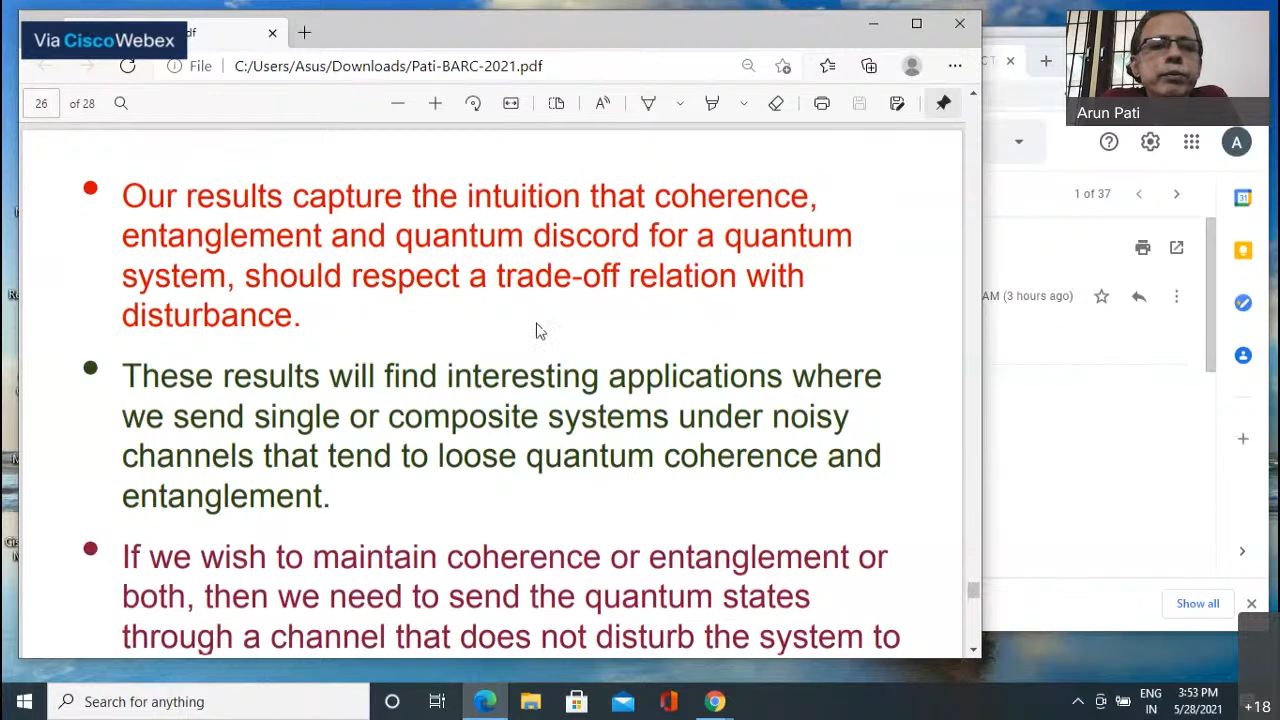 Via CiscoWebex
df
File
C:/Users/Asus/Downloads/Pati-BARC-2021.pdf
26 of 28
Our results capture the intuition that coherence,
entanglement and quantum discord for a quantum
system, should respect a trade-off relation with
disturbance.
These results will find interesting applications where
we send single or composite systems under noisy
channels that tend to loose quantum coherence and
entanglement.
If we wish to maintain coherence or entanglement or
both, then we need to send the quantum states
through a channel that does not disturb the system to
Arun Pati
A
1 of 37
31
AM (3 hours ago)
Show all
Search for anything
ENG
IN
3:53 PM
5/28/2021
+18